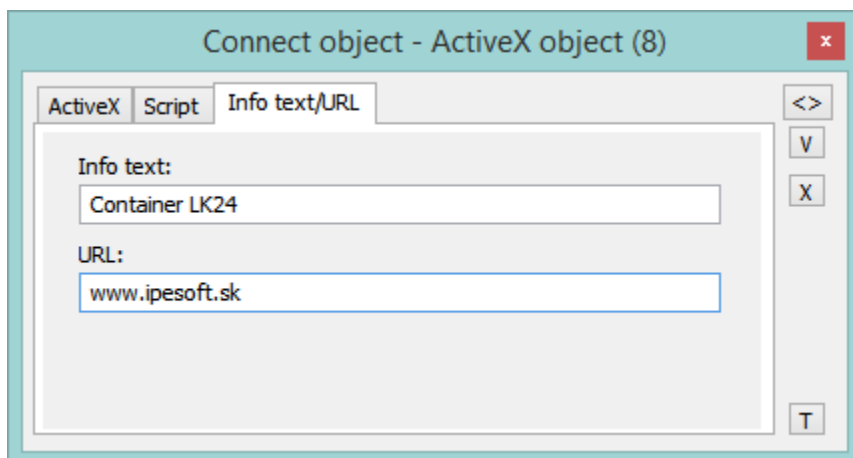 Connect object - ActiveX object (8)
x
ActiveX Script Info text/URL
<>
V
Info text:
X
Container LK24
URL:
www.ipesoft.sk
T